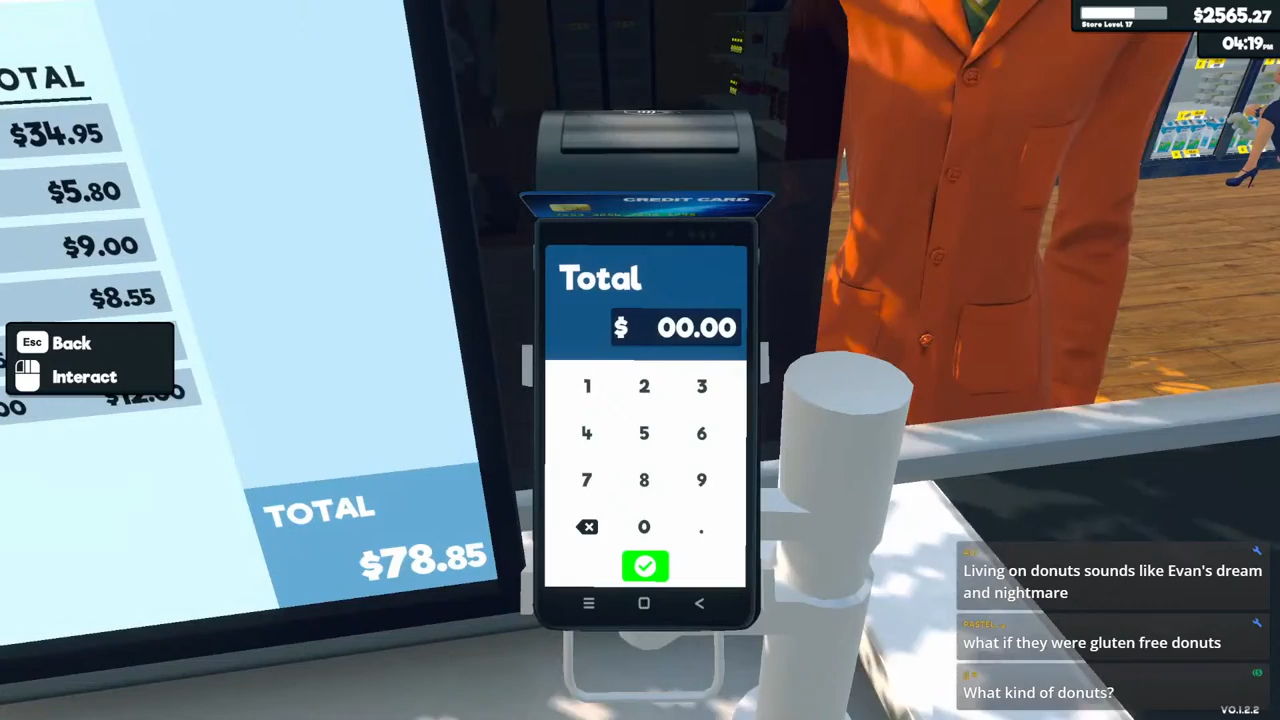 $2565.27
Store Level 17
04:19PM
OTAL
$34.95
$5.80
$9.00
$8.55
$12.00
TOTAL
$78.85
Esc Back
Interact
CREDIT CARD
Total
$ 00.00
1 2 3
4 5 6
7 8 9
0 .
Living on donuts sounds like Evan's dream
and nightmare
what if they were gluten free donuts
What kind of donuts?
V0.1.2.2